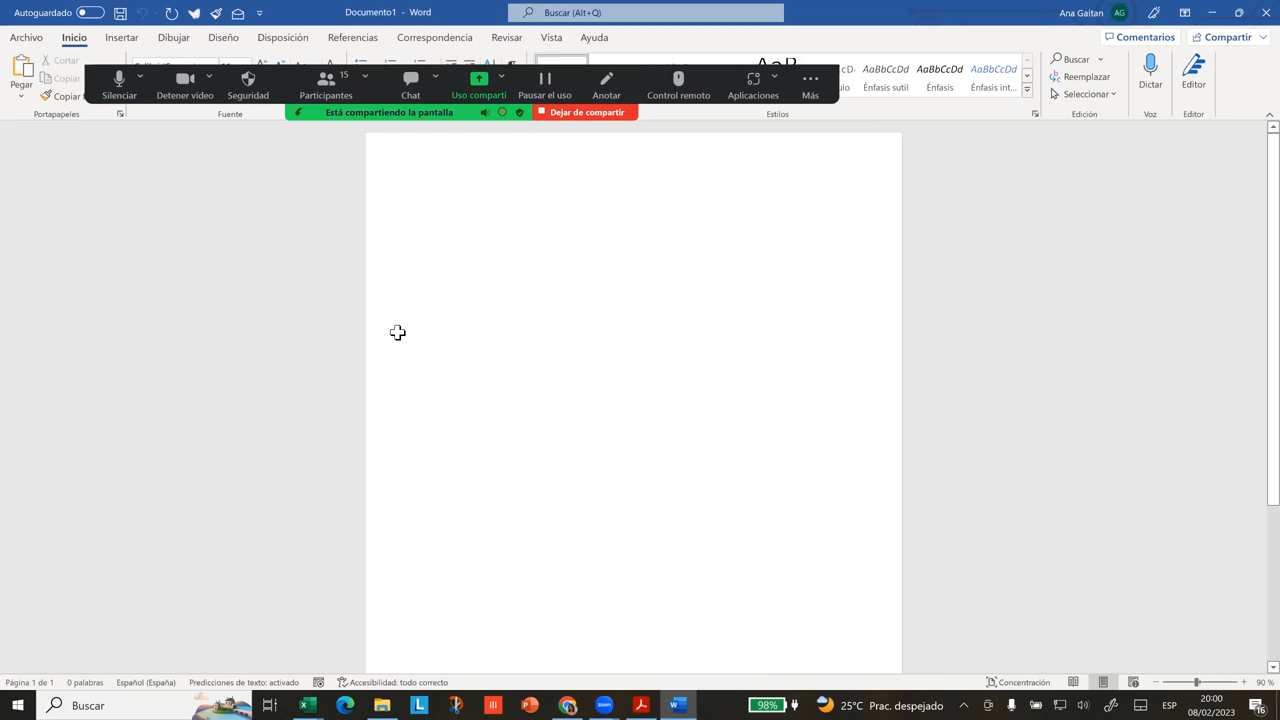 Autoguardado
Documento1 - Word
Buscar (Alt+Q)
Ana Gaitan
AG
Archivo Inicio Insertar Dibujar Diseño Disposición Referencias Correspondencia Revisar Vista Ayuda
Comentarios
Compartir
Pegar
Cortar
Copiar
Copiar
Portapapeles
Fuente
Silenciar
Detener vídeo
Seguridad
Participantes
15
Chat
Uso comparti
Pausar el uso
Anotar
Control remoto
Aplicaciones
Más
Está compartiendo la pantalla
Dejar de compartir
AaBbCcDd AaBbCcDd AaBbCcDd
Énfasis sutil Énfasis Énfasis int...
Estilos
Buscar
Reemplazar
Seleccionar
Edición
Dictar
Voz
Editor
Editor
Página 1 de 1 0 palabras Español (España) Predicciones de texto: activado Accesibilidad: todo correcto
Concentración
90 %
Buscar
zoom
98%
25°C Prac. despejado
ESP
20:00
08/02/2023
16